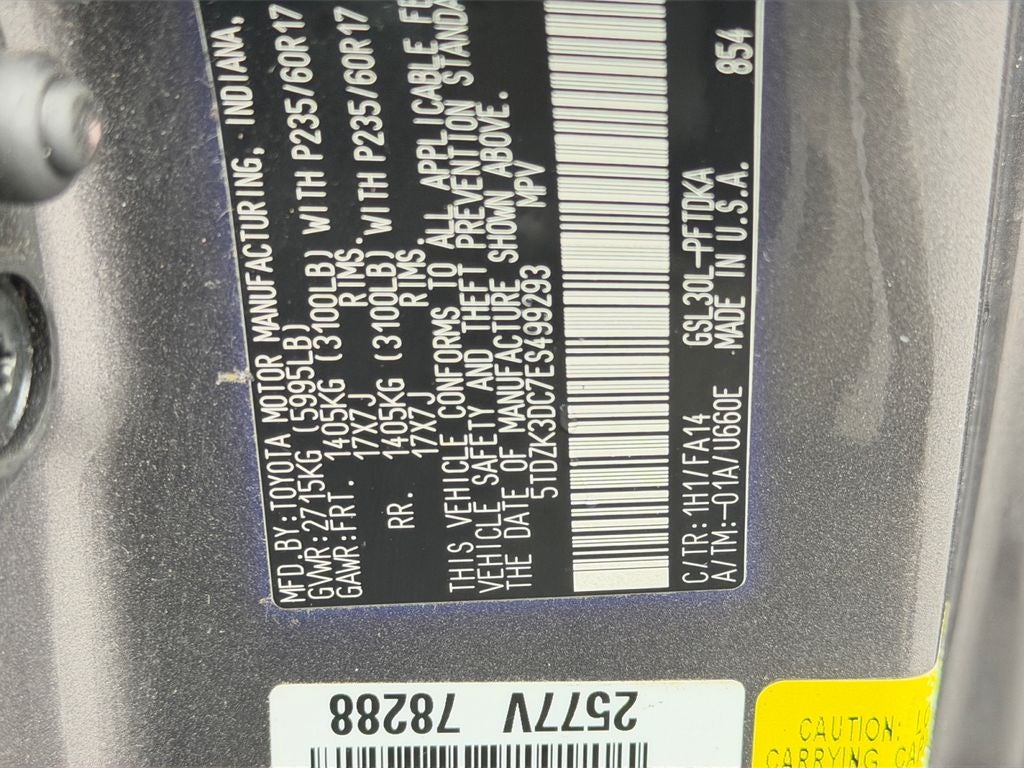 MFD BY:TOYOTA MOTOR MANUFACTURING, INDIANA,
GVWR:2715KG (5995LB)
GAWR:FRT. 1405KG (3100LB) WITH P235/60R17
17X7J RIMS.
RR. 1405KG (3100LB) WITH P235/60R17
17X7J RIMS.
THIS VEHICLE CONFORMS TO ALL APPLICABLE
VEHICLE SAFETY AND THEFT PREVENTION
THE DATE OF MANUFACTURE SHOWN ABOVE.
5TDZK3DC7ES499293 MPV
C/TR:1H1/FA14 GSL30L-PFTDKA 854
A/TM:-01A/U660E MADE IN U.S.A.
2577V 78288
CAUTION:
CARRYING